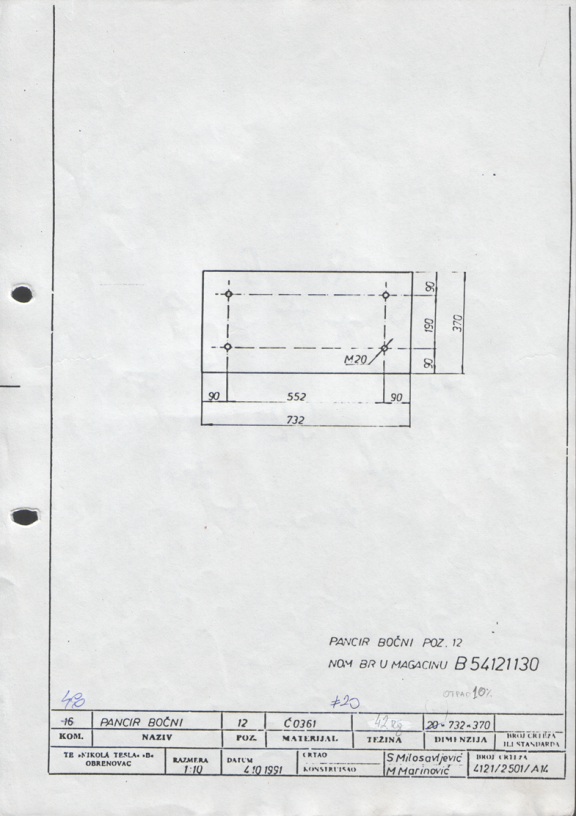 90
190
370
90
M20
90 552 90
732
PANCIR BOČNI POZ. 12
NOM BR U MAGACINU B 54121130
OTPAD 10%
48 ≠20
16 PANCIR BOČNI 12 Č0361 42 kg 20-732-370
KOM. NAZIV POZ. MATERIJAL TEŽINA DIMENZIJA BROJ CRTEŽA
ILI STANDARDA
TE »NIKOLA TESLA« »B«
OBRENOVAC
RAZMERA
1:10
DATUM
4.10 1991
CRTAO S Milosavljević
KONSTRUISAO M Marinović
BROJ CRTEŽA
4121/2501/A14